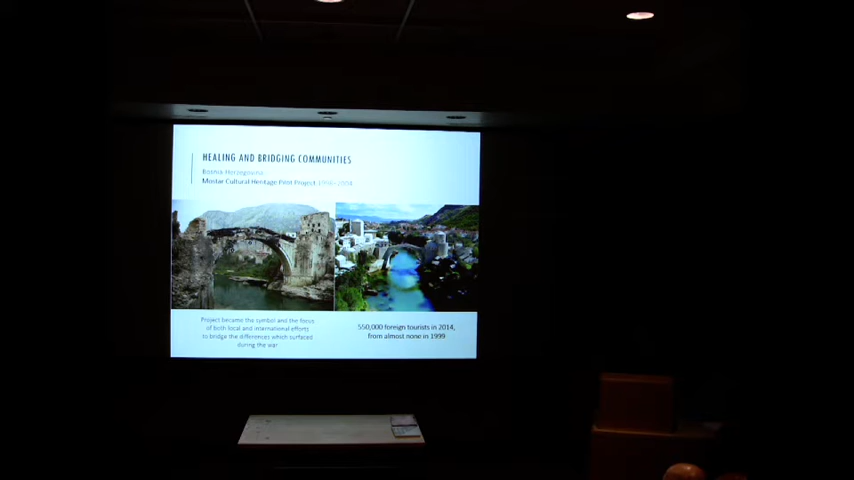 HEALING AND BRIDGING COMMUNITIES
Bosnia-Herzegovina
Mostar Cultural Heritage Pilot Project 1998-2004
Project became the symbol and the focus
of both local and international efforts
to bridge the differences which surfaced
during the war
550,000 foreign tourists in 2014,
from almost none in 1999